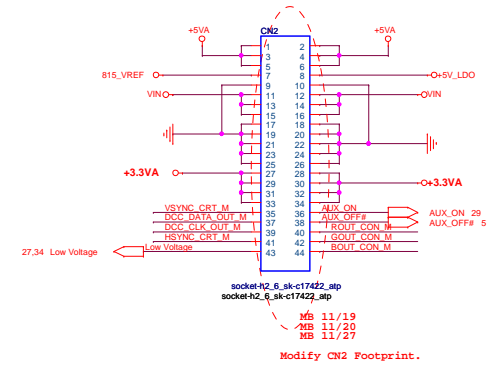 CN2
+5VA +5VA
1 2
3 4
5 6
815_VREF 7 8 +5V_LDO
9 10
VIN 11 12 VIN
13 14
15 16
17 18
19 20
21 22
23 24
25 26
+3.3VA 27 28
29 30 +3.3VA
31 32
33 34
VSYNC_CRT_M 35 36 AUX_ON AUX_ON 29
DCC_DATA_OUT_M 37 38 AUX_OFF# AUX_OFF# 5
DCC_CLK_OUT_M 39 40 ROUT_CON_M
HSYNC_CRT_M 41 42 GOUT_CON_M
27,34 Low Voltage Low Voltage 43 44 BOUT_CON_M
socket-h2_6_sk-c17422_atp
socket-h2_6_sk-c17422_atp
MB 11/19
MB 11/20
MB 11/27
Modify CN2 Footprint.